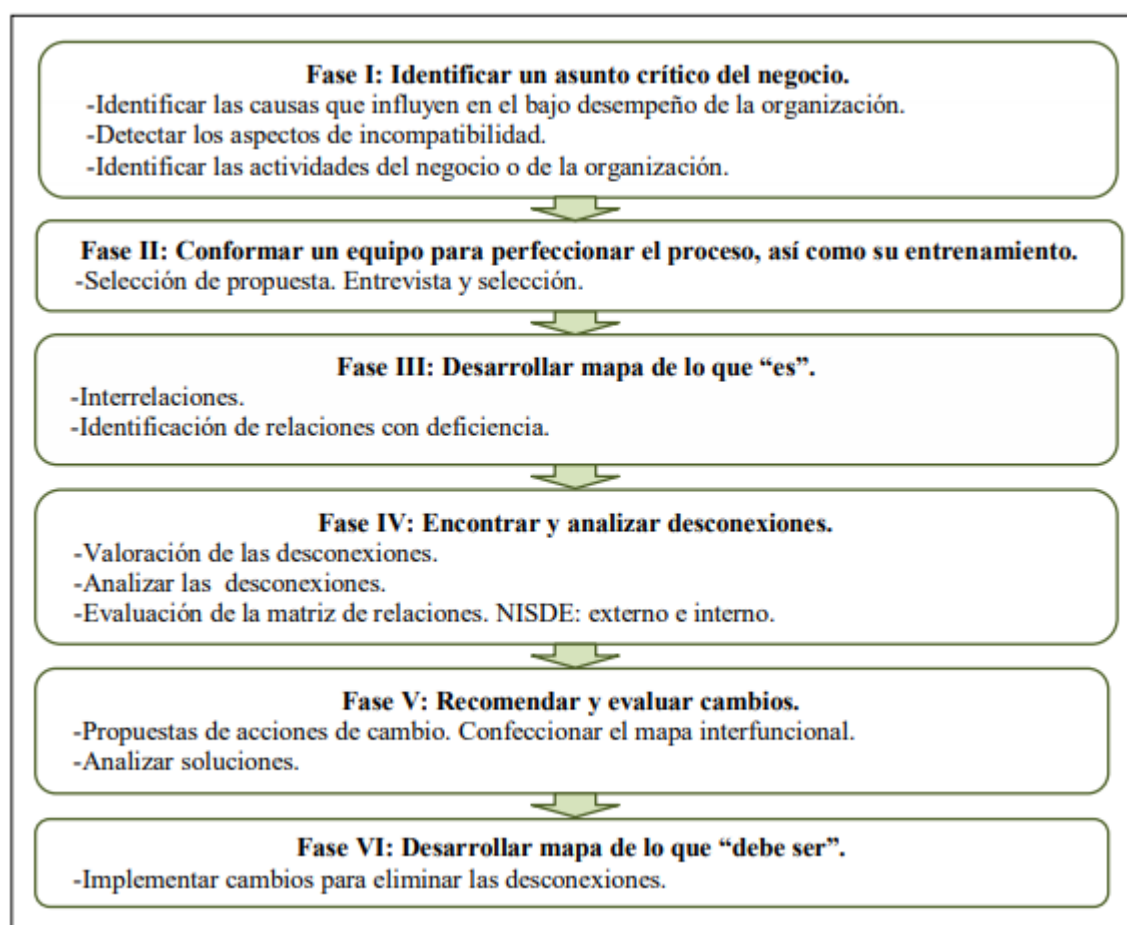 Fase I: Identificar un asunto crítico del negocio.
-Identificar las causas que influyen en el bajo desempeño de la organización.
-Detectar los aspectos de incompatibilidad.
-Identificar las actividades del negocio o de la organización.
Fase II: Conformar un equipo para perfeccionar el proceso, así como su entrenamiento.
-Selección de propuesta. Entrevista y selección.
Fase III: Desarrollar mapa de lo que “es”.
-Interrelaciones.
-Identificación de relaciones con deficiencia.
Fase IV: Encontrar y analizar desconexiones.
-Valoración de las desconexiones.
-Analizar las desconexiones.
-Evaluación de la matriz de relaciones. NISDE: externo e interno.
Fase V: Recomendar y evaluar cambios.
-Propuestas de acciones de cambio. Confeccionar el mapa interfuncional.
-Analizar soluciones.
Fase VI: Desarrollar mapa de lo que “debe ser”.
-Implementar cambios para eliminar las desconexiones.